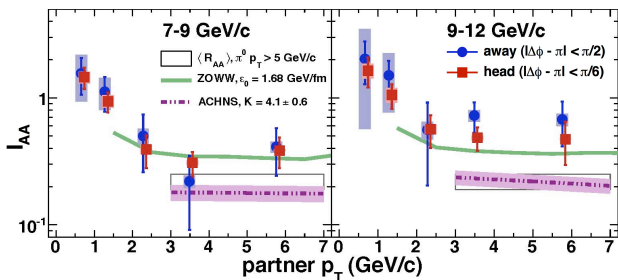 7-9 GeV/c
9-12 GeV/c
⟨ R_AA ⟩, π⁰ p_T > 5 GeV/c
ZOWW, ε₀ = 1.68 GeV/fm
ACHNS, K = 4.1 ± 0.6
away (|Δϕ - π| < π/2)
head (|Δϕ - π| < π/6)
I_AA
1
10⁻¹
0 1 2 3 4 5 6 7
0 1 2 3 4 5 6 7
partner p_T (GeV/c)